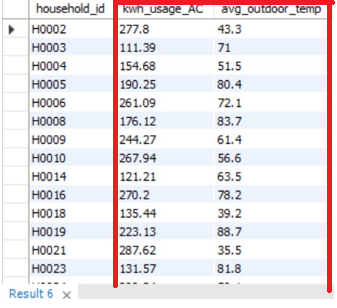 household_id kwh_usage_AC avg_outdoor_temp
H0002 277.8 43.3
H0003 111.39 71
H0004 154.68 51.5
H0005 190.25 80.4
H0006 261.09 72.1
H0008 176.12 83.7
H0009 244.27 61.4
H0010 267.94 56.6
H0014 121.21 63.5
H0016 270.2 78.2
H0018 135.44 39.2
H0019 223.13 88.7
H0021 287.62 35.5
H0023 131.57 81.8
Result 6